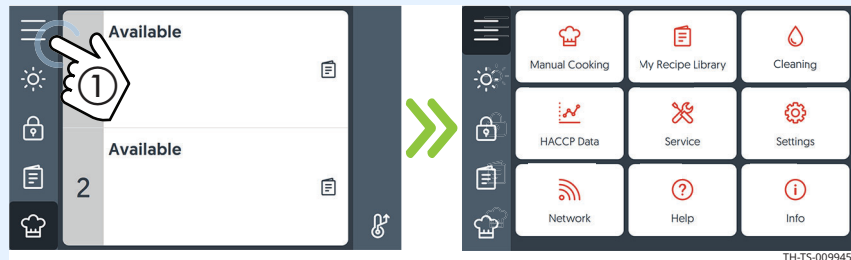 Available
1
Available
2
Manual Cooking
My Recipe Library
Cleaning
HACCP Data
Service
Settings
Network
Help
Info
TH-TS-009945